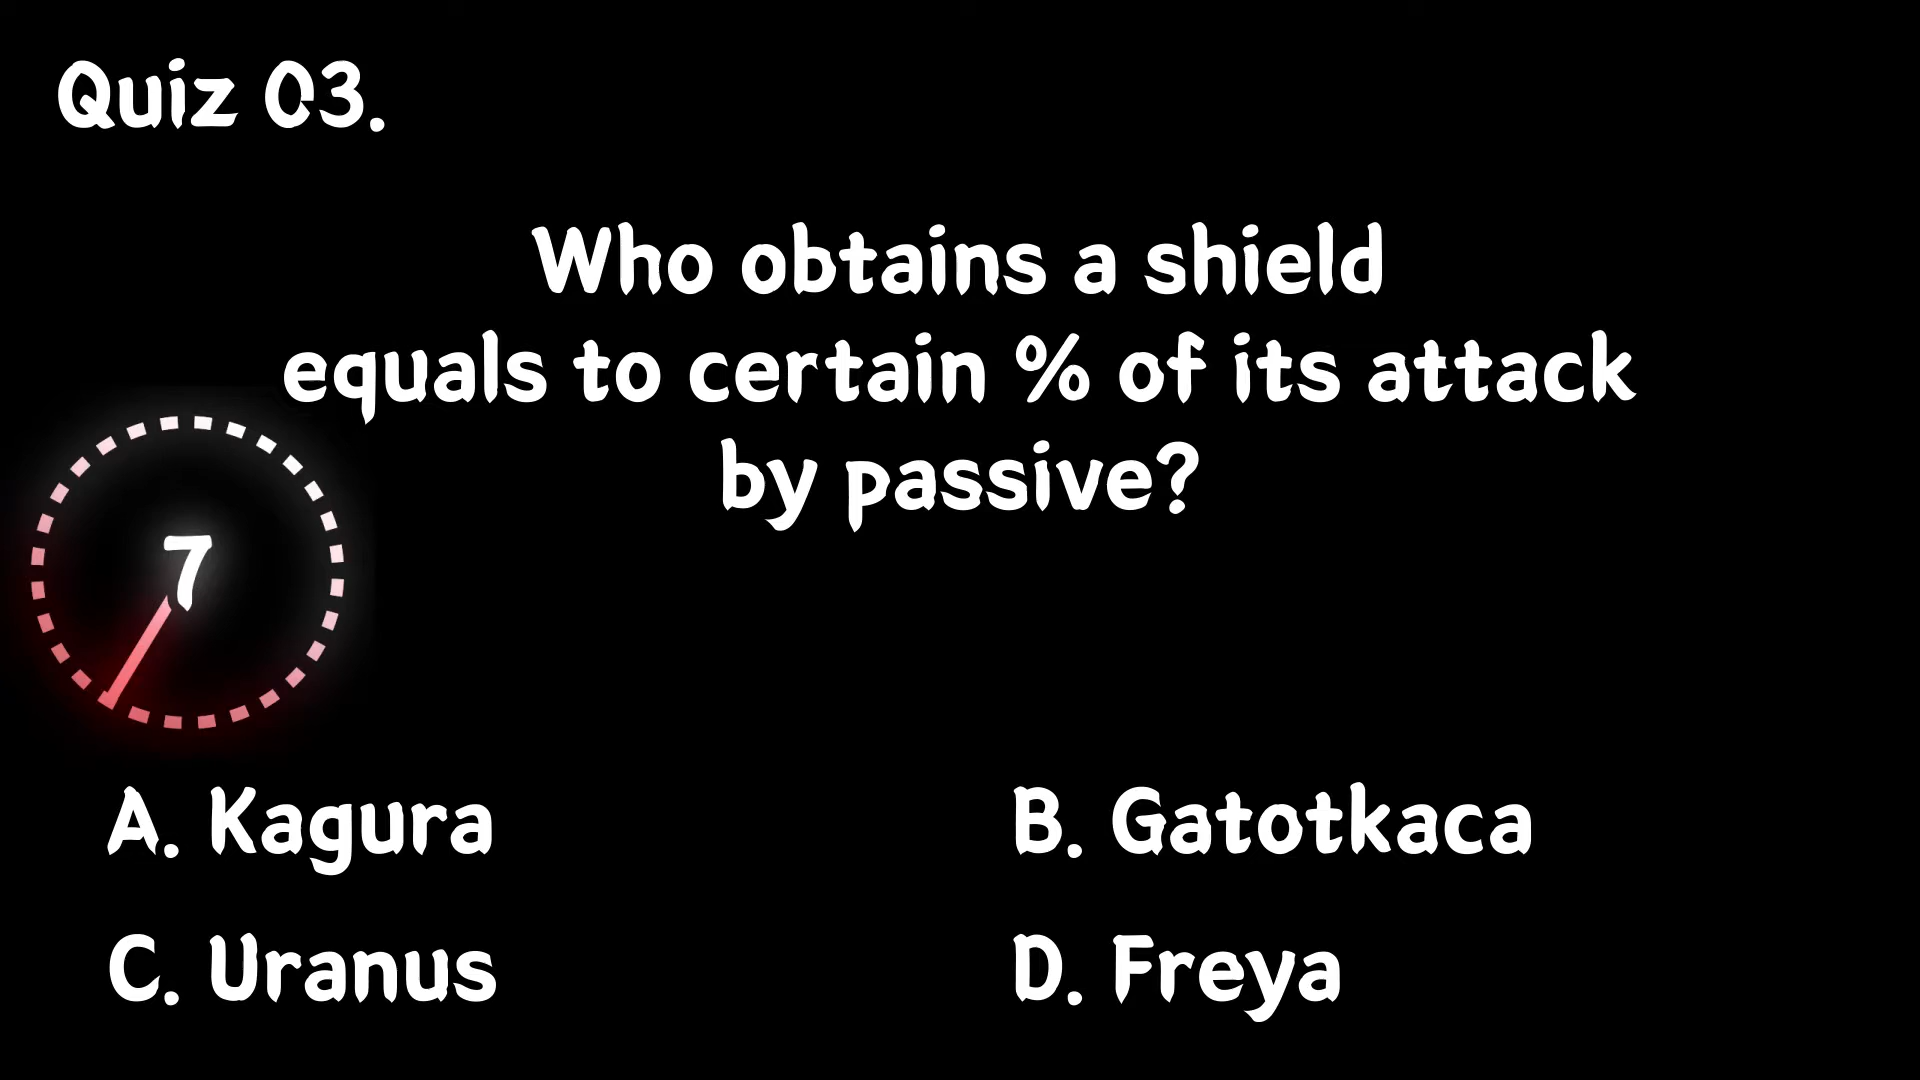 Quiz 03.
Who obtains a shield
equals to certain % of its attack
by passive?
7
A. Kagura
B. Gatotkaca
C. Uranus
D. Freya